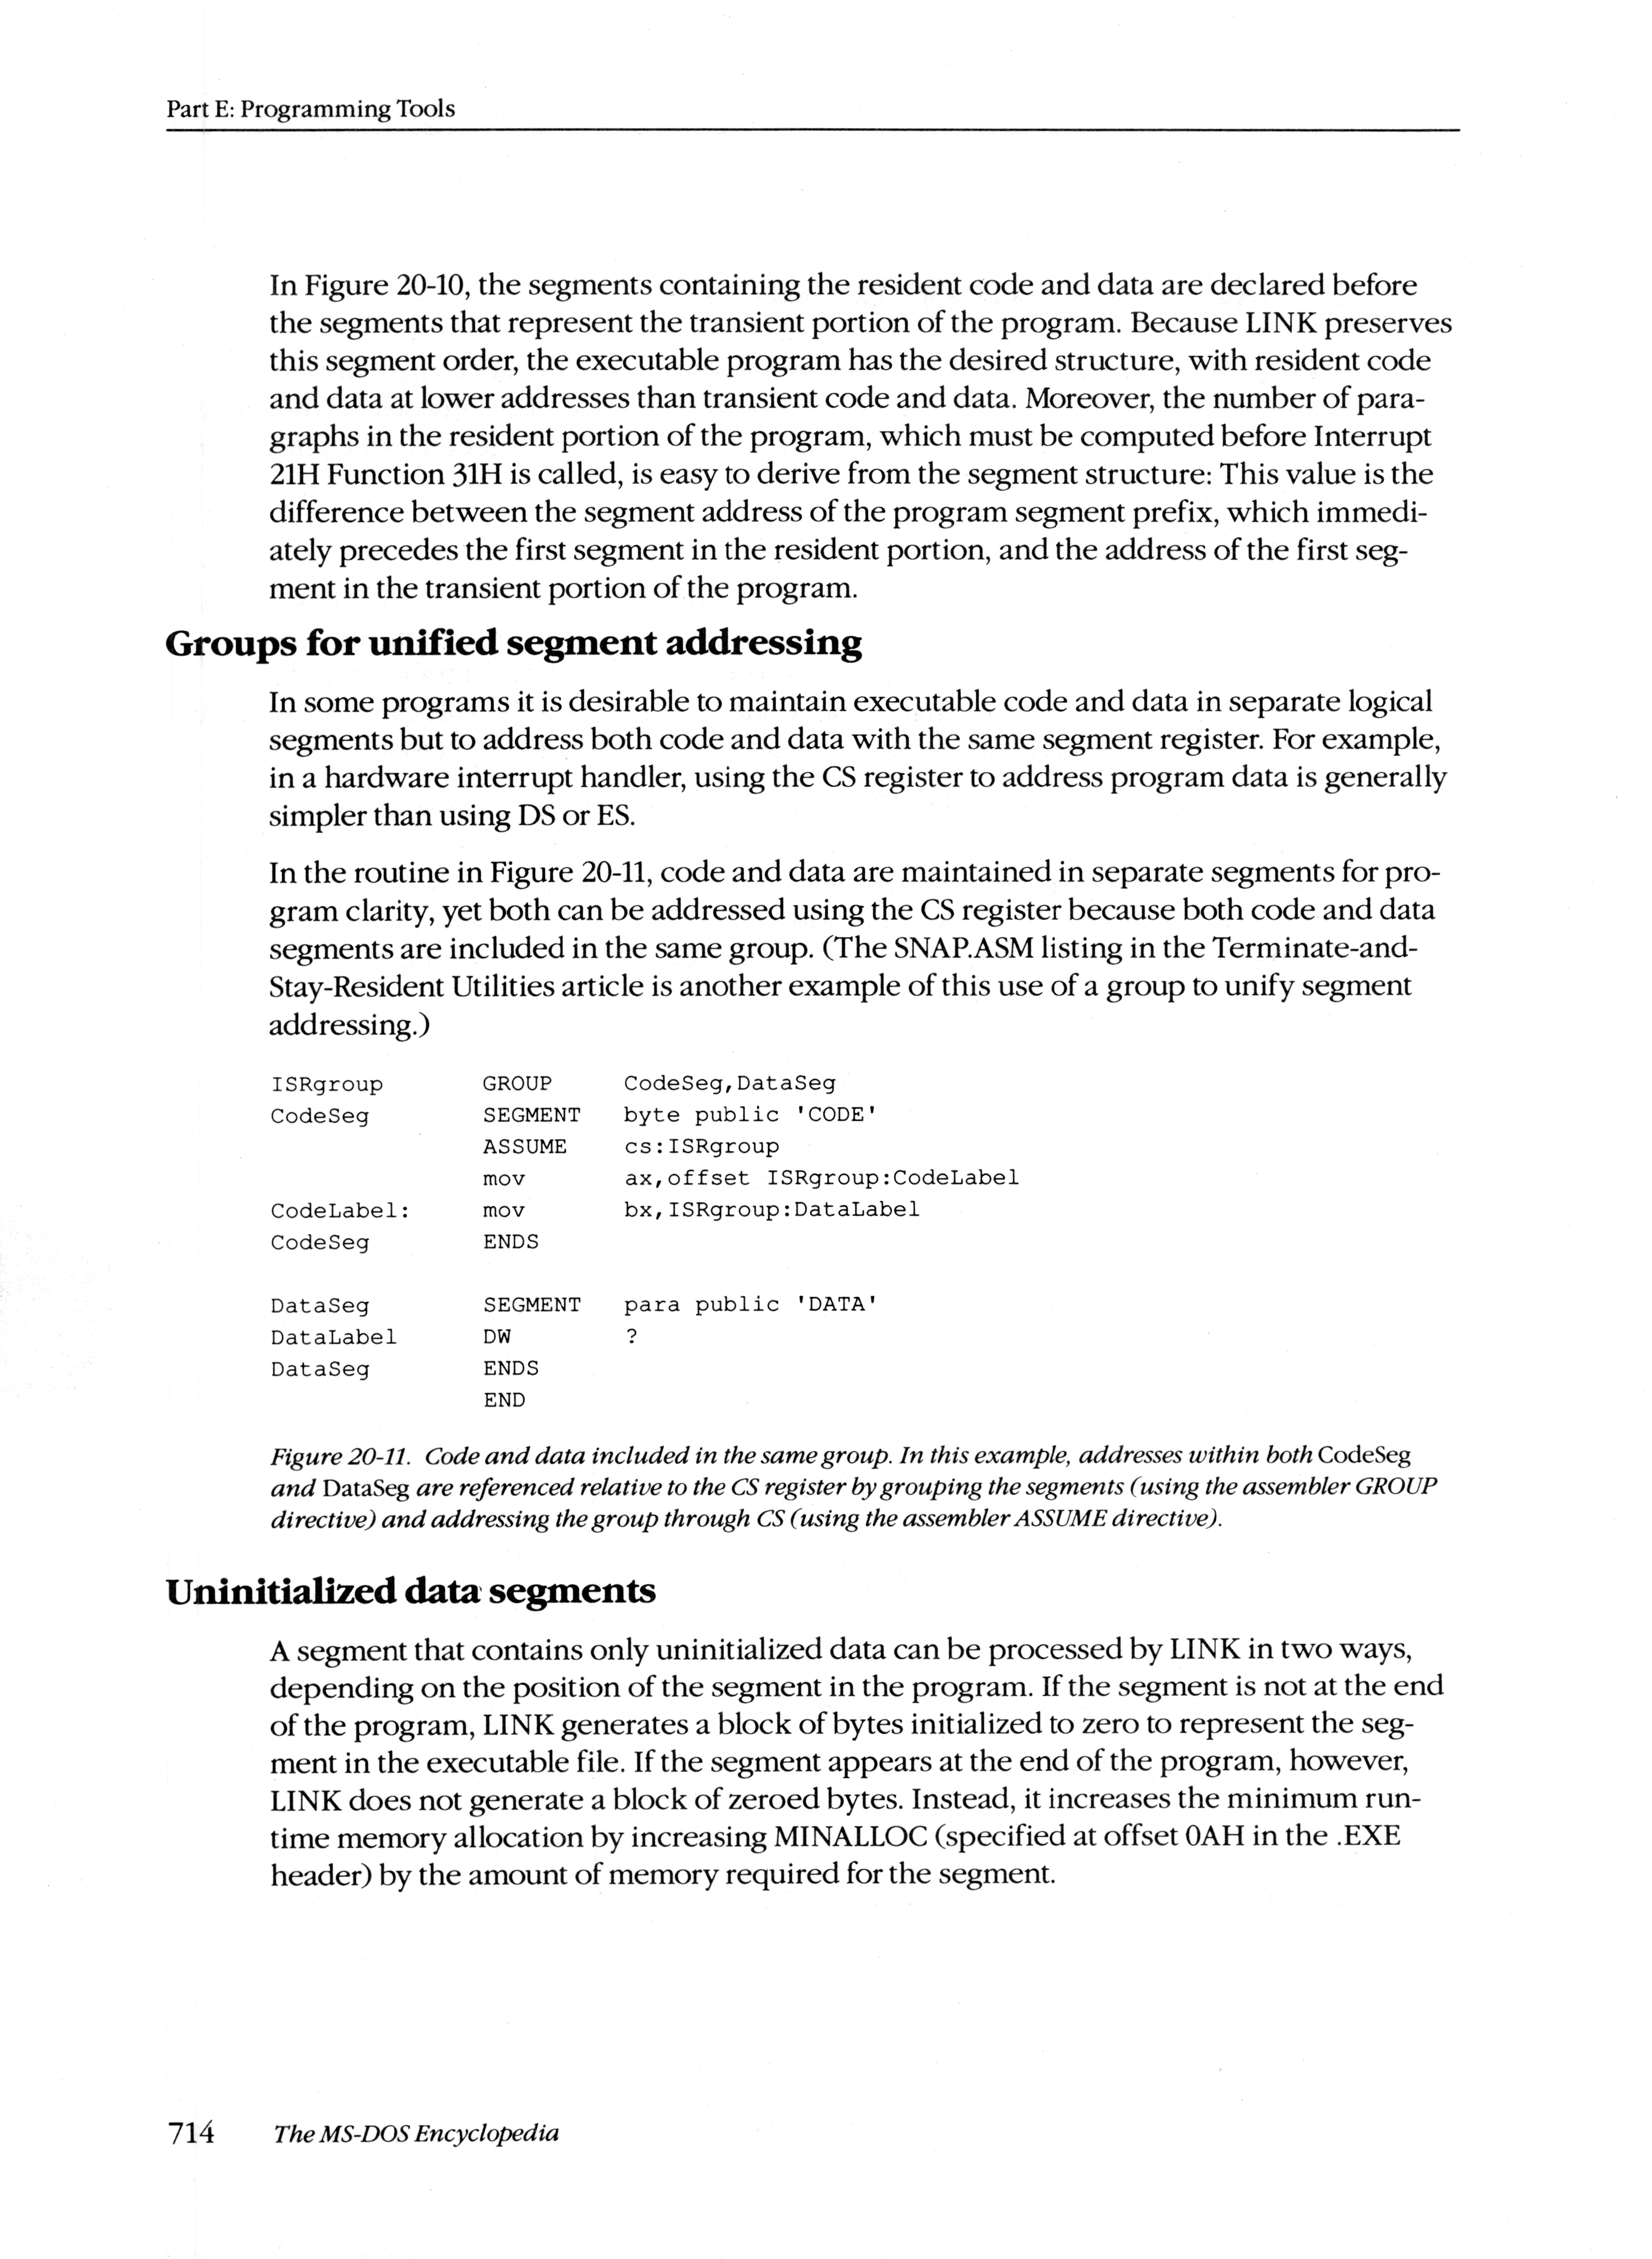 Part E: Programming Tools
In Figure 20-10, the segments containing the resident code and data are declared before
the segments that represent the transient portion of the program. Because LINK preserves
this segment order, the executable program has the desired structure, with resident code
and data at lower addresses than transient code and data. Moreover, the number of para-
graphs in the resident portion of the program, which must be computed before Interrupt
21H Function 31H is called, is easy to derive from the segment structure: This value is the
difference between the segment address of the program segment prefix, which immedi-
ately precedes the first segment in the resident portion, and the address of the first seg-
ment in the transient portion of the program.
Groups for unified segment addressing
In some programs it is desirable to maintain executable code and data in separate logical
segments but to address both code and data with the same segment register. For example,
in a hardware interrupt handler, using the CS register to address program data is generally
simpler than using DS or ES.
In the routine in Figure 20-11, code and data are maintained in separate segments for pro-
gram clarity, yet both can be addressed using the CS register because both code and data
segments are included in the same group. (The SNAP.ASM listing in the Terminate-and-
Stay-Resident Utilities article is another example of this use of a group to unify segment
addressing.)
ISRgroup GROUP CodeSeg,DataSeg
CodeSeg SEGMENT byte public 'CODE'
ASSUME cs:ISRgroup
mov ax,offset ISRgroup:CodeLabel
CodeLabel: mov bx,ISRgroup:DataLabel
CodeSeg ENDS
DataSeg SEGMENT para public 'DATA'
DataLabel DW ?
DataSeg ENDS
END
Figure 20-11. Code and data included in the same group. In this example, addresses within both CodeSeg
and DataSeg are referenced relative to the CS register by grouping the segments (using the assembler GROUP
directive) and addressing the group through CS (using the assembler ASSUME directive).
Uninitialized data segments
A segment that contains only uninitialized data can be processed by LINK in two ways,
depending on the position of the segment in the program. If the segment is not at the end
of the program, LINK generates a block of bytes initialized to zero to represent the seg-
ment in the executable file. If the segment appears at the end of the program, however,
LINK does not generate a block of zeroed bytes. Instead, it increases the minimum run-
time memory allocation by increasing MINALLOC (specified at offset 0AH in the .EXE
header) by the amount of memory required for the segment.
714 The MS-DOS Encyclopedia